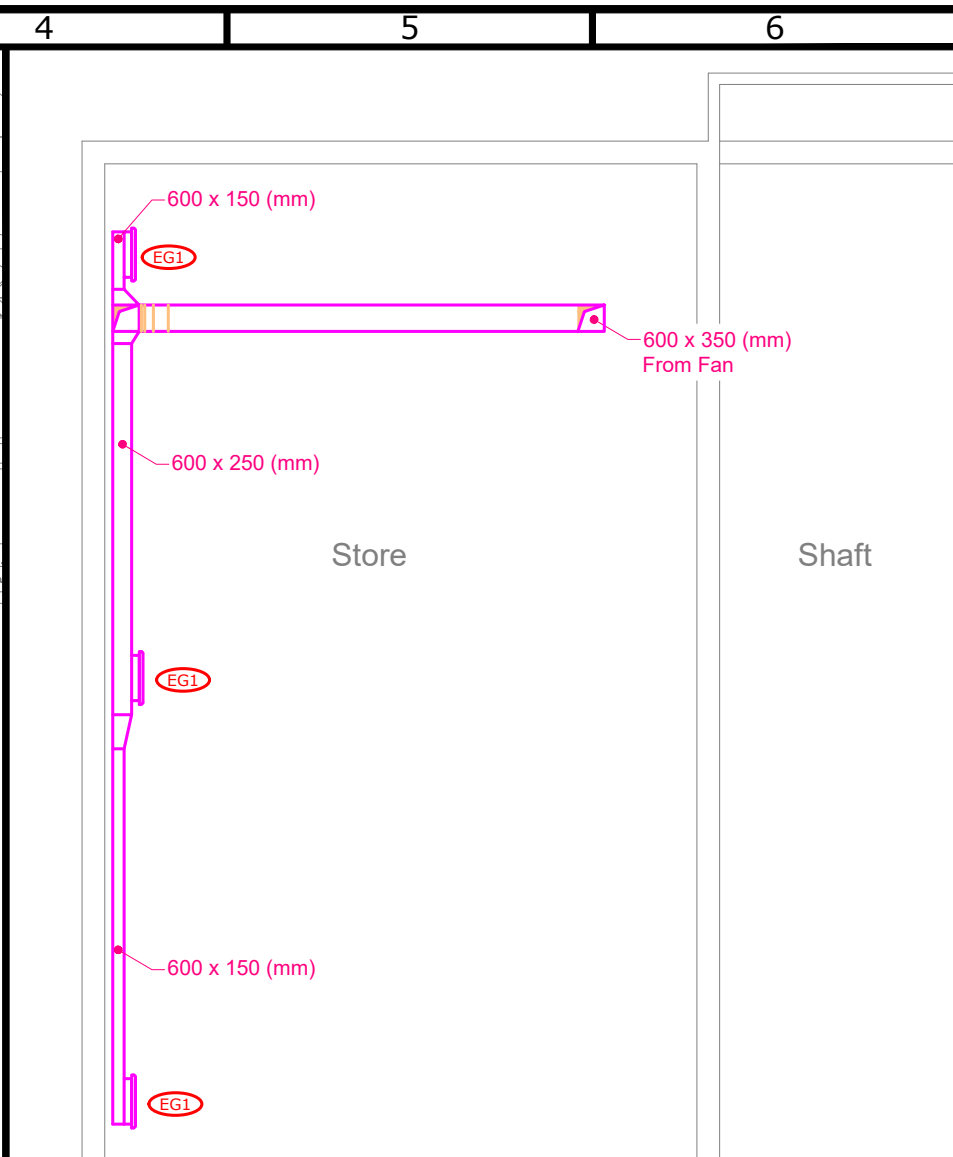 4
5
6
600 x 150 (mm)
EG1
600 x 350 (mm)
From Fan
600 x 250 (mm)
Store
Shaft
EG1
600 x 150 (mm)
EG1